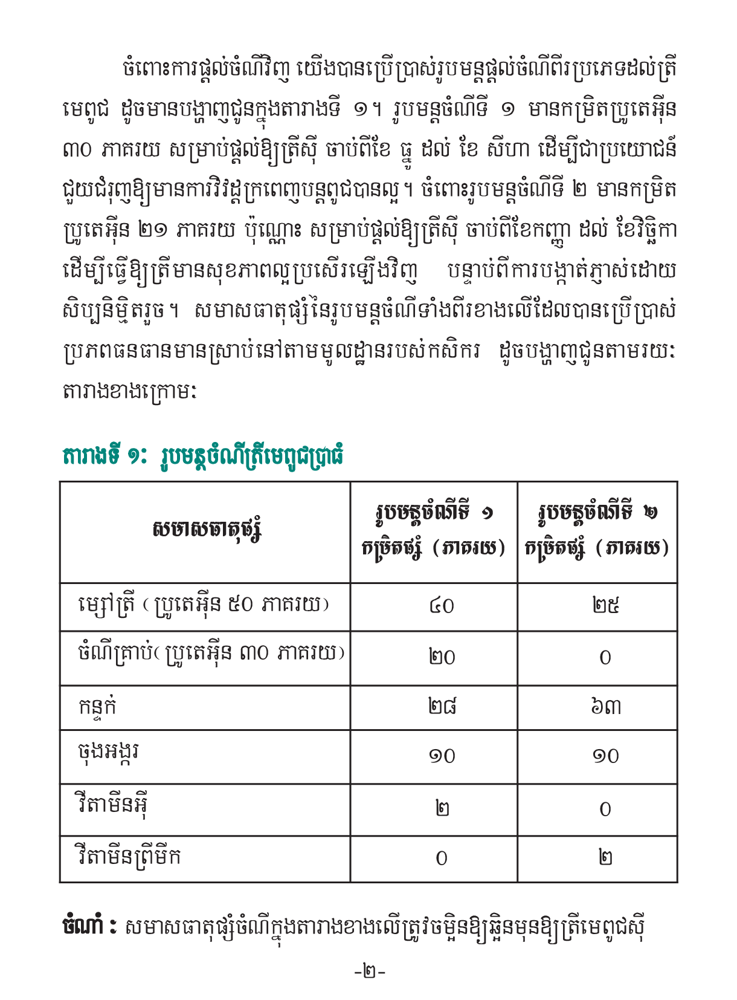 ចំពោះការផ្តល់ចំណីវិញ យើងបានប្រើប្រាស់រូបមន្តផ្តល់ចំណីពីរប្រភេទដល់ត្រី
មេពូជ ដូចមានបង្ហាញជូនក្នុងតារាងទី ១។ រូបមន្តចំណីទី ១ មានកម្រិតប្រូតេអ៊ីន
៣០ ភាគរយ សម្រាប់ផ្តល់ឱ្យត្រីស៊ី ចាប់ពីខែ ធ្នូ ដល់ ខែ សីហា ដើម្បីជាប្រយោជន៍
ជួយជំរុញឱ្យមានការវិវដ្តក្រពេញបន្តពូជបានល្អ។ ចំពោះរូបមន្តចំណីទី ២ មានកម្រិត
ប្រូតេអ៊ីន ២១ ភាគរយ ប៉ុណ្ណោះ សម្រាប់ផ្តល់ឱ្យត្រីស៊ី ចាប់ពីខែកញ្ញា ដល់ ខែវិច្ឆិកា
ដើម្បីធ្វើឱ្យត្រីមានសុខភាពល្អប្រសើរឡើងវិញ បន្ទាប់ពីការបង្កាត់ភ្ញាស់ដោយ
សិប្បនិម្មិតរួច។ សមាសធាតុផ្សំនៃរូបមន្តចំណីទាំងពីរខាងលើដែលបានប្រើប្រាស់
ប្រភពធនធានមានស្រាប់នៅតាមមូលដ្ឋានរបស់កសិករ ដូចបង្ហាញជូនតាមរយៈ
តារាងខាងក្រោមៈ
តារាងទី ១: រូបមន្តចំណីត្រីមេពូជប្រាធំ
សមាសធាតុផ្សំ
រូបមន្តចំណីទី ១
កម្រិតផ្សំ (ភាគរយ)
រូបមន្តចំណីទី ២
កម្រិតផ្សំ (ភាគរយ)
ម្សៅត្រី ( ប្រូតេអ៊ីន ៥០ ភាគរយ) ៤០ ២៥
ចំណីគ្រាប់( ប្រូតេអ៊ីន ៣០ ភាគរយ) ២០ ០
កន្ទក់ ២៨ ៦៣
ចុងអង្ករ ១០ ១០
វីតាមីនអ៊ី ២ ០
វីតាមីនព្រីមីក ០ ២
ចំណាំ : សមាសធាតុផ្សំចំណីក្នុងតារាងខាងលើត្រូវចម្អិនឱ្យឆ្អិនមុនឱ្យត្រីមេពូជស៊ី
-២-